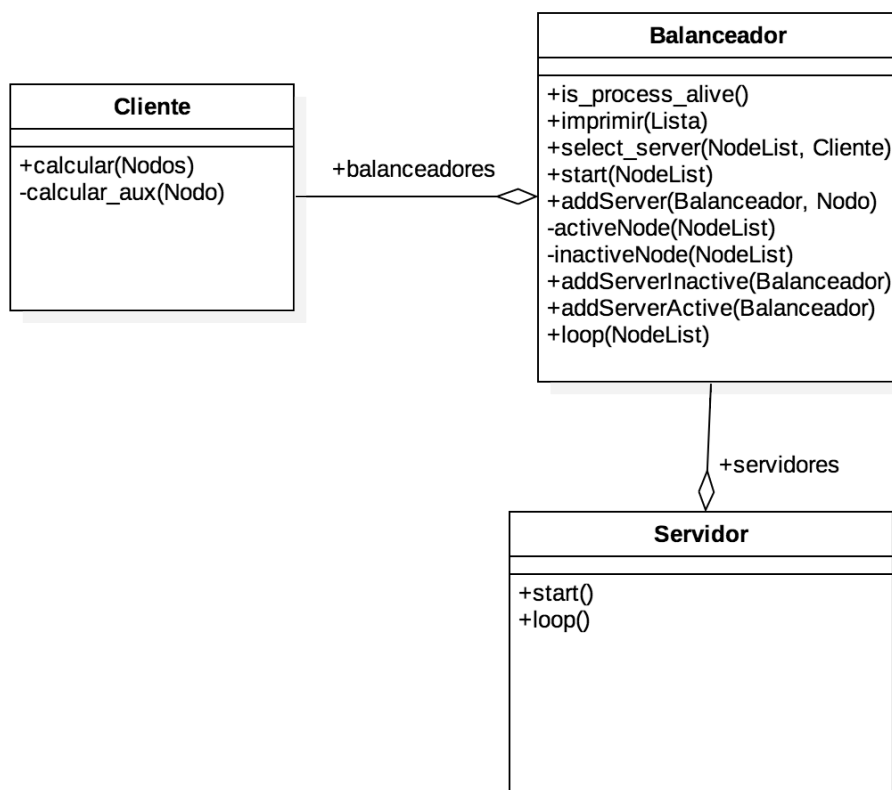 Cliente
+calcular(Nodos)
-calcular_aux(Nodo)
+balanceadores
Balanceador
+is_process_alive()
+imprimir(Lista)
+select_server(NodeList, Cliente)
+start(NodeList)
+addServer(Balanceador, Nodo)
-activeNode(NodeList)
-inactiveNode(NodeList)
+addServerInactive(Balanceador)
+addServerActive(Balanceador)
+loop(NodeList)
+servidores
Servidor
+start()
+loop()